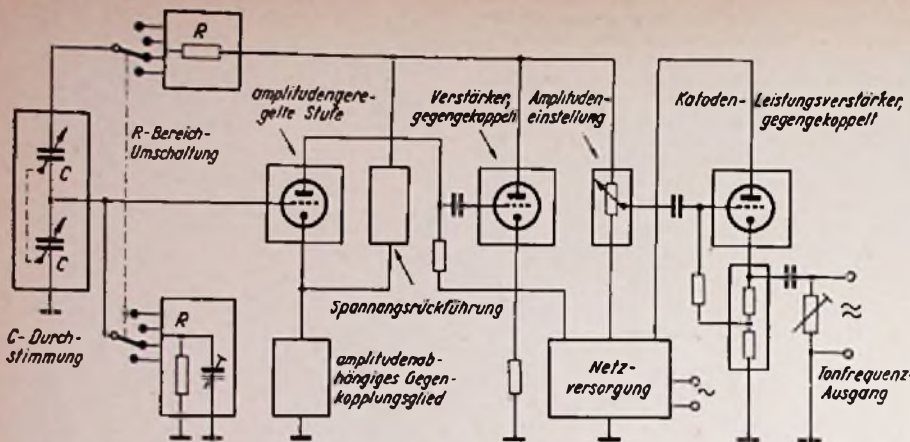 R
amplitudengere-
gelte Stufe
Verstärker,
gegengekoppelt
Amplituden-
einstellung
Katoden-Leistungsverstärker,
gegengekoppelt
R-Bereich-
Umschaltung
C
C
Spannungsrückführung
C-Durch-
stimmung
R
amplitudenab-
hängiges Gegen-
kopplungsglied
Netz-
versorgung
Tonfrequenz-
Ausgang